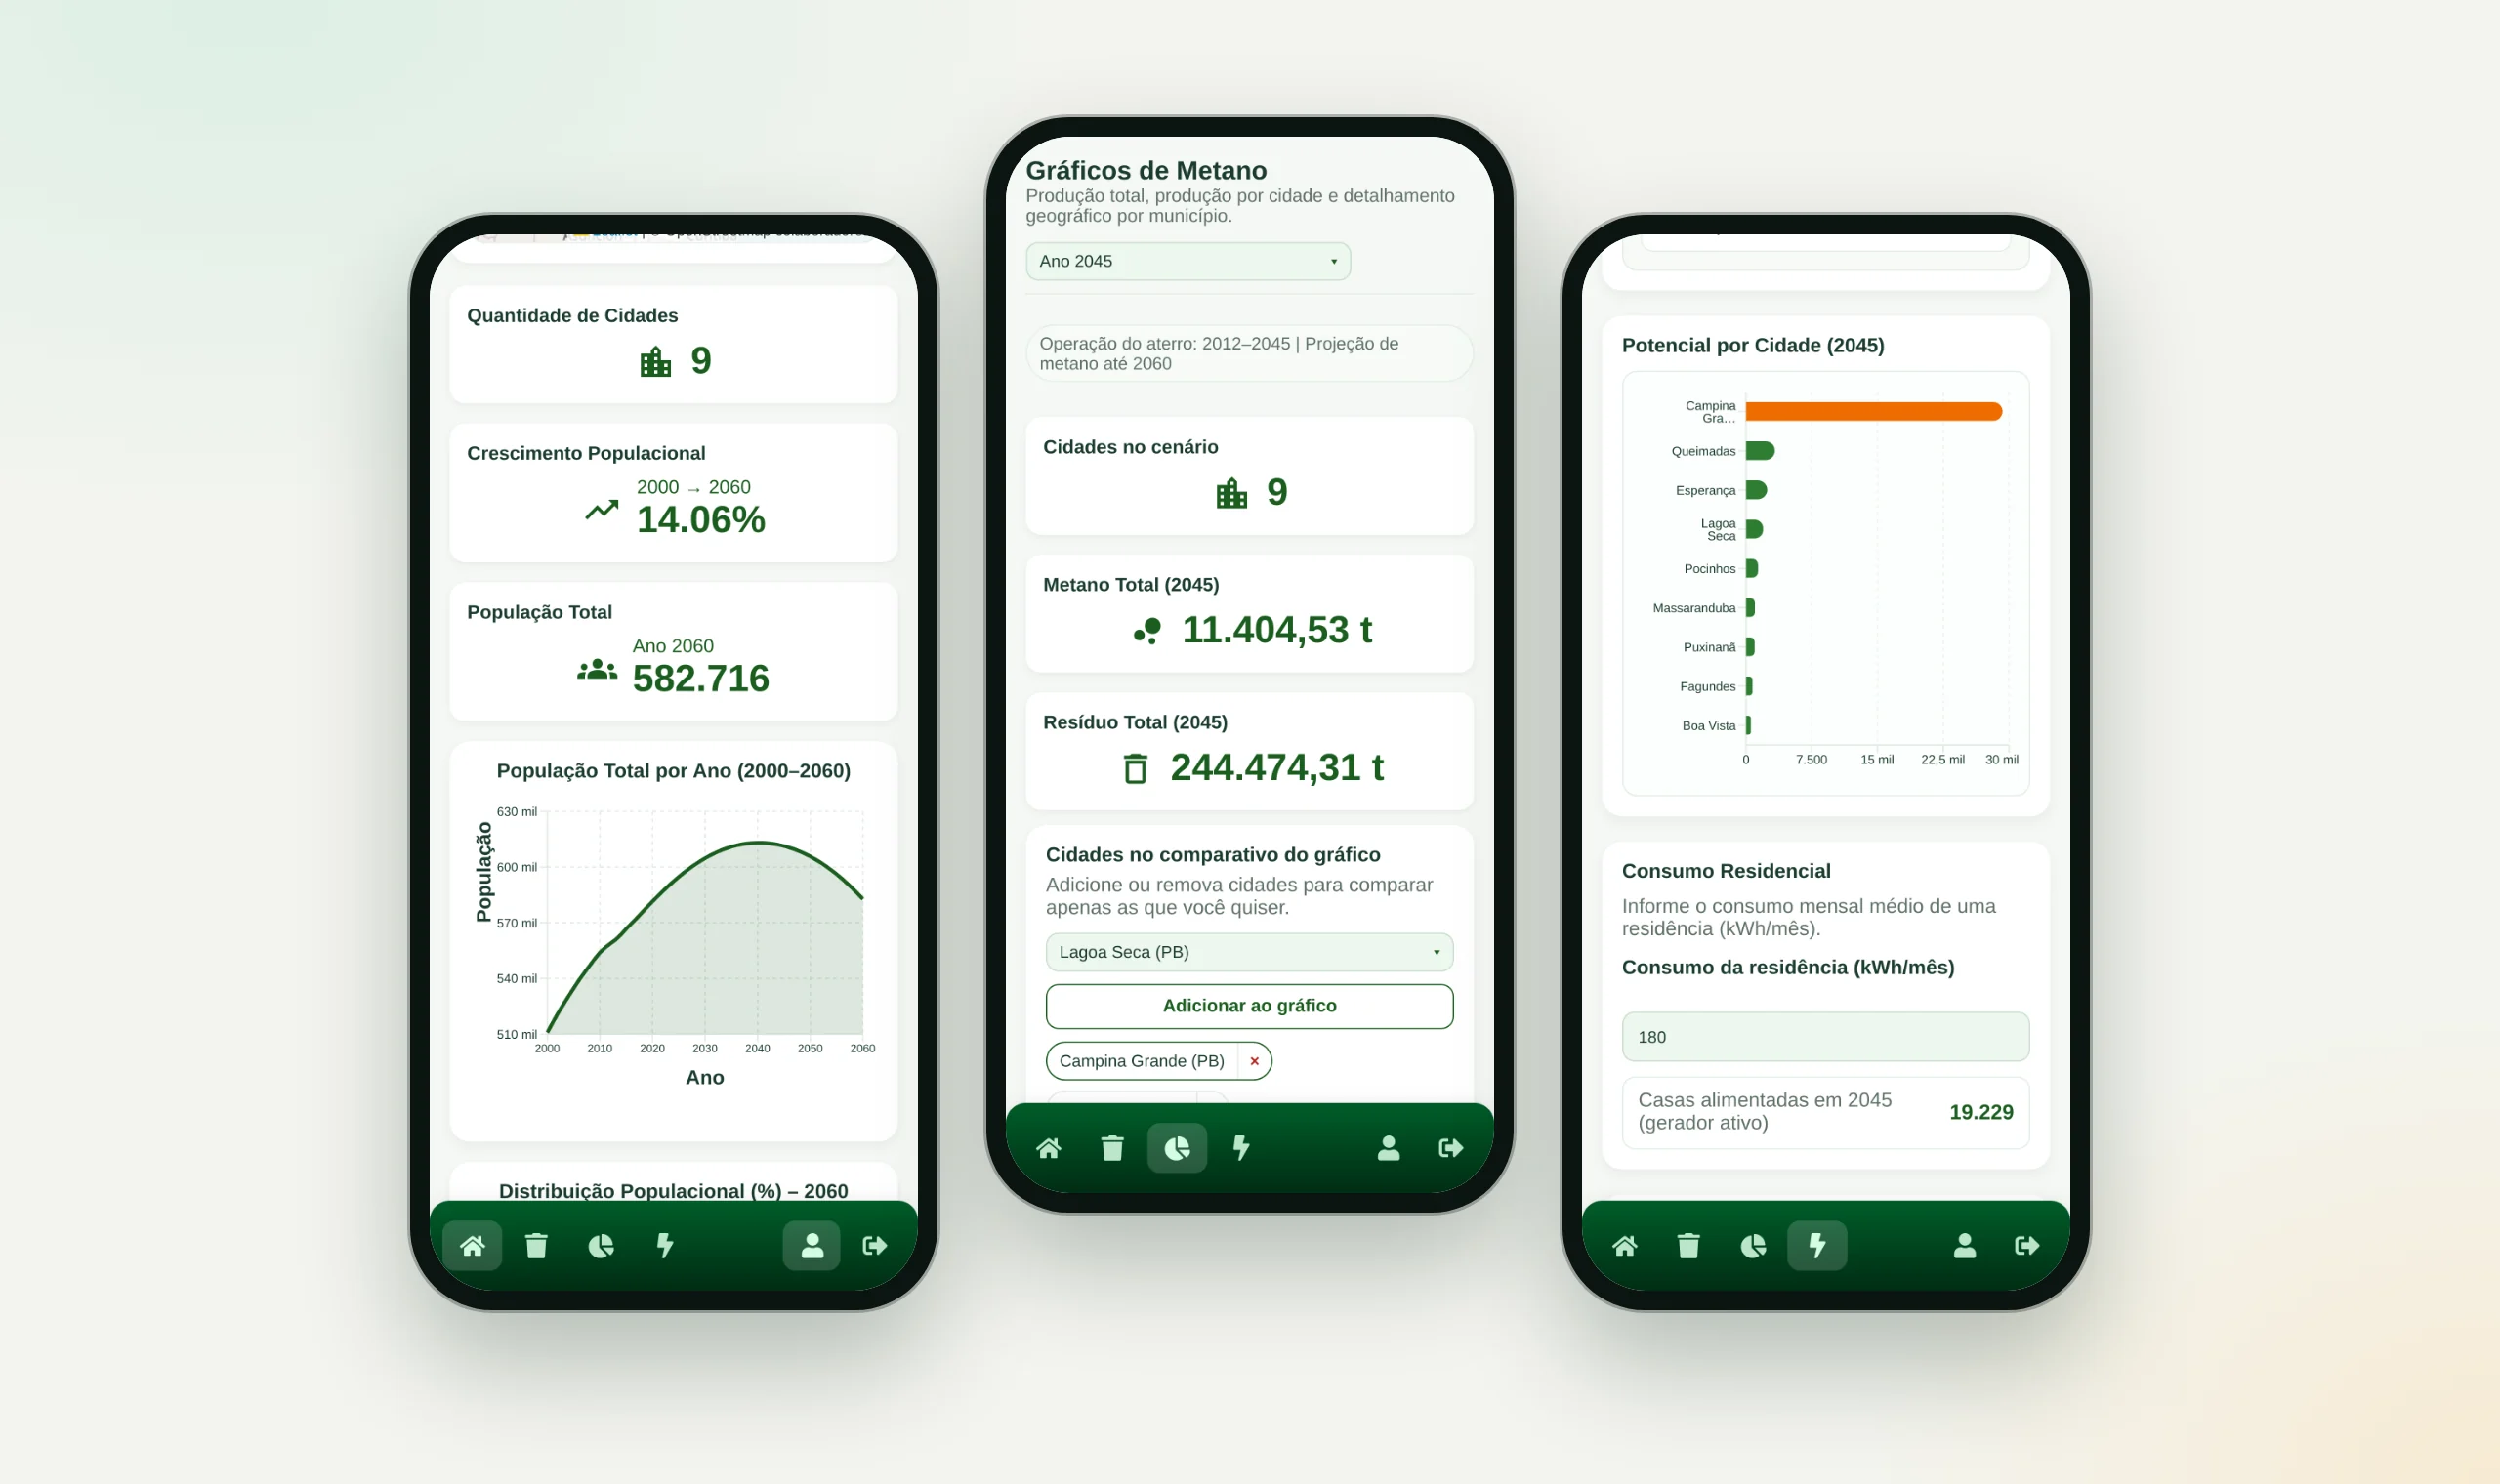 Quantidade de Cidades
9
Crescimento Populacional
2000 → 2060
14.06%
População Total
Ano 2060
582.716
População Total por Ano (2000–2060)
População
630 mil
600 mil
570 mil
540 mil
510 mil
2000 2010 2020 2030 2040 2050 2060
Ano
Distribuição Populacional (%) – 2060
Gráficos de Metano
Produção total, produção por cidade e detalhamento
geográfico por município.
Ano 2045
Operação do aterro: 2012–2045 | Projeção de
metano até 2060
Cidades no cenário
9
Metano Total (2045)
11.404,53 t
Resíduo Total (2045)
244.474,31 t
Cidades no comparativo do gráfico
Adicione ou remova cidades para comparar
apenas as que você quiser.
Lagoa Seca (PB)
Adicionar ao gráfico
Campina Grande (PB) ×
Potencial por Cidade (2045)
Campina
Gra…
Queimadas
Esperança
Lagoa
Seca
Pocinhos
Massaranduba
Puxinanã
Fagundes
Boa Vista
0 7.500 15 mil 22,5 mil 30 mil
Consumo Residencial
Informe o consumo mensal médio de uma
residência (kWh/mês).
Consumo da residência (kWh/mês)
180
Casas alimentadas em 2045
(gerador ativo)
19.229